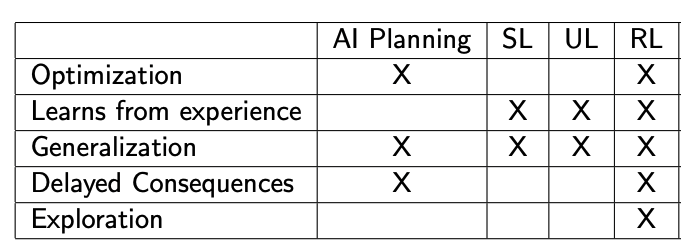 AI Planning SL UL RL
Optimization X X
Learns from experience X X X
Generalization X X X X
Delayed Consequences X X
Exploration X